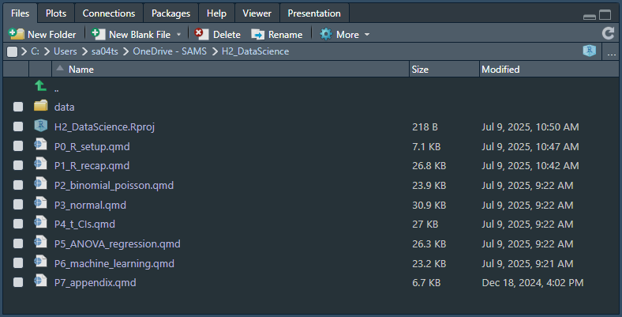 Files Plots Connections Packages Help Viewer Presentation
New Folder New Blank File Delete Rename More
C: Users sa04ts OneDrive - SAMS H2_DataScience R ...
Name Size Modified
..
data
H2_DataScience.Rproj 218 B Jul 9, 2025, 10:50 AM
P0_R_setup.qmd 7.1 KB Jul 9, 2025, 10:47 AM
P1_R_recap.qmd 26.8 KB Jul 9, 2025, 10:42 AM
P2_binomial_poisson.qmd 23.9 KB Jul 9, 2025, 9:22 AM
P3_normal.qmd 30.9 KB Jul 9, 2025, 9:22 AM
P4_t_CIs.qmd 27 KB Jul 9, 2025, 9:22 AM
P5_ANOVA_regression.qmd 26.3 KB Jul 9, 2025, 9:22 AM
P6_machine_learning.qmd 23.2 KB Jul 9, 2025, 9:21 AM
P7_appendix.qmd 6.7 KB Dec 18, 2024, 4:02 PM